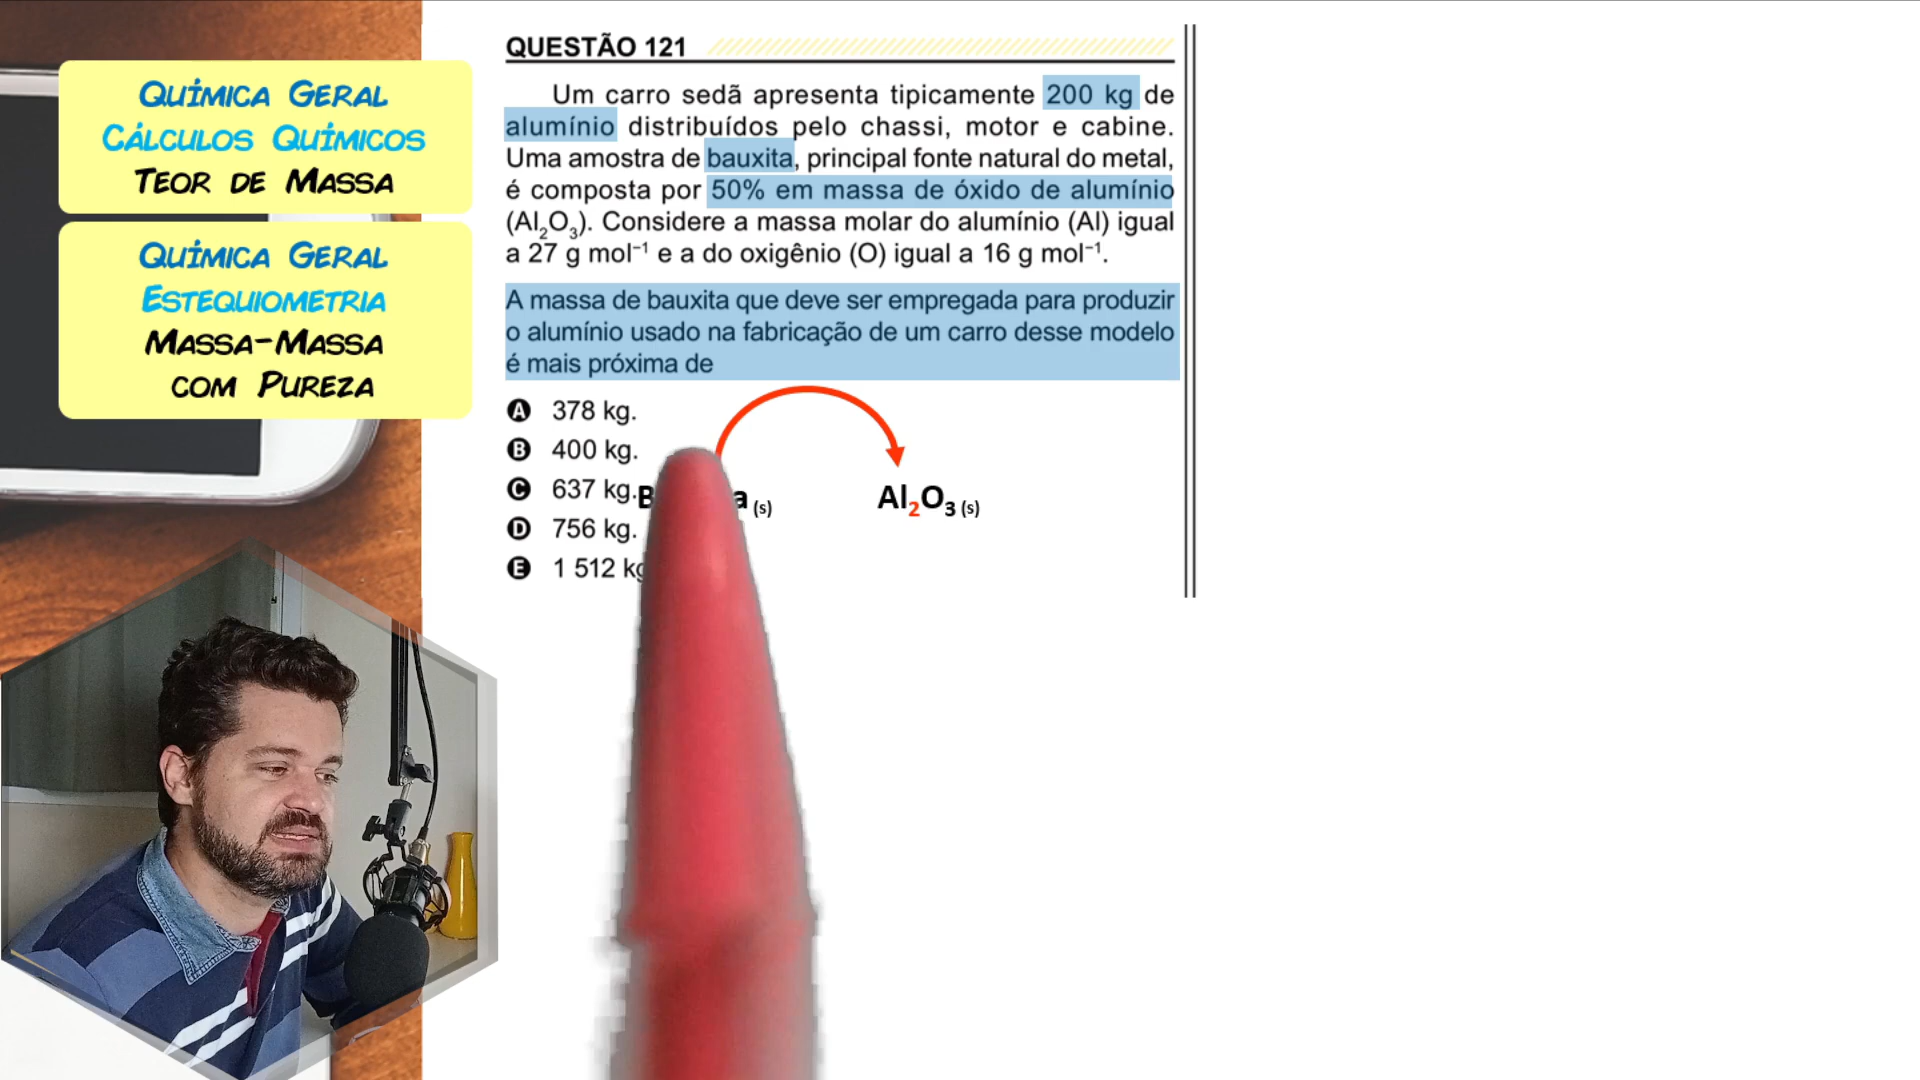 QUÍMICA GERAL
CÁLCULOS QUÍMICOS
TEOR DE MASSA
QUÍMICA GERAL
ESTEQUIOMETRIA
MASSA-MASSA
COM PUREZA
QUESTÃO 121
Um carro sedã apresenta tipicamente 200 kg de
alumínio distribuídos pelo chassi, motor e cabine.
Uma amostra de bauxita, principal fonte natural do metal,
é composta por 50% em massa de óxido de alumínio
(Al₂O₃). Considere a massa molar do alumínio (Al) igual
a 27 g mol⁻¹ e a do oxigênio (O) igual a 16 g mol⁻¹.
A massa de bauxita que deve ser empregada para produzir
o alumínio usado na fabricação de um carro desse modelo
é mais próxima de
A 378 kg.
B 400 kg.
C 637 kg.
D 756 kg.
E 1 512 kg
(s)
Al₂O₃ (s)